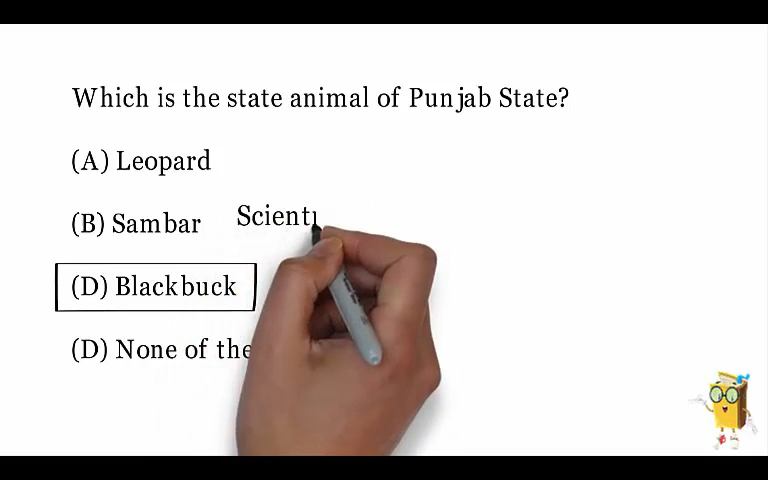 Which is the state animal of Punjab State?
(A) Leopard
(B) Sambar
Scient
(D) Blackbuck
(D) None of the